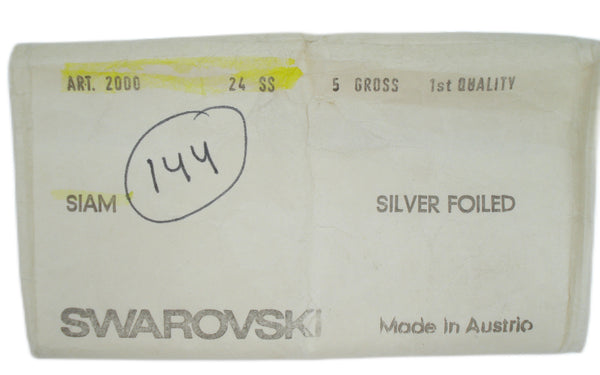 ART. 2000 24 SS 5 GROSS 1st QUALITY
144
SIAM SILVER FOILED
SWAROVSKI Made in Austria